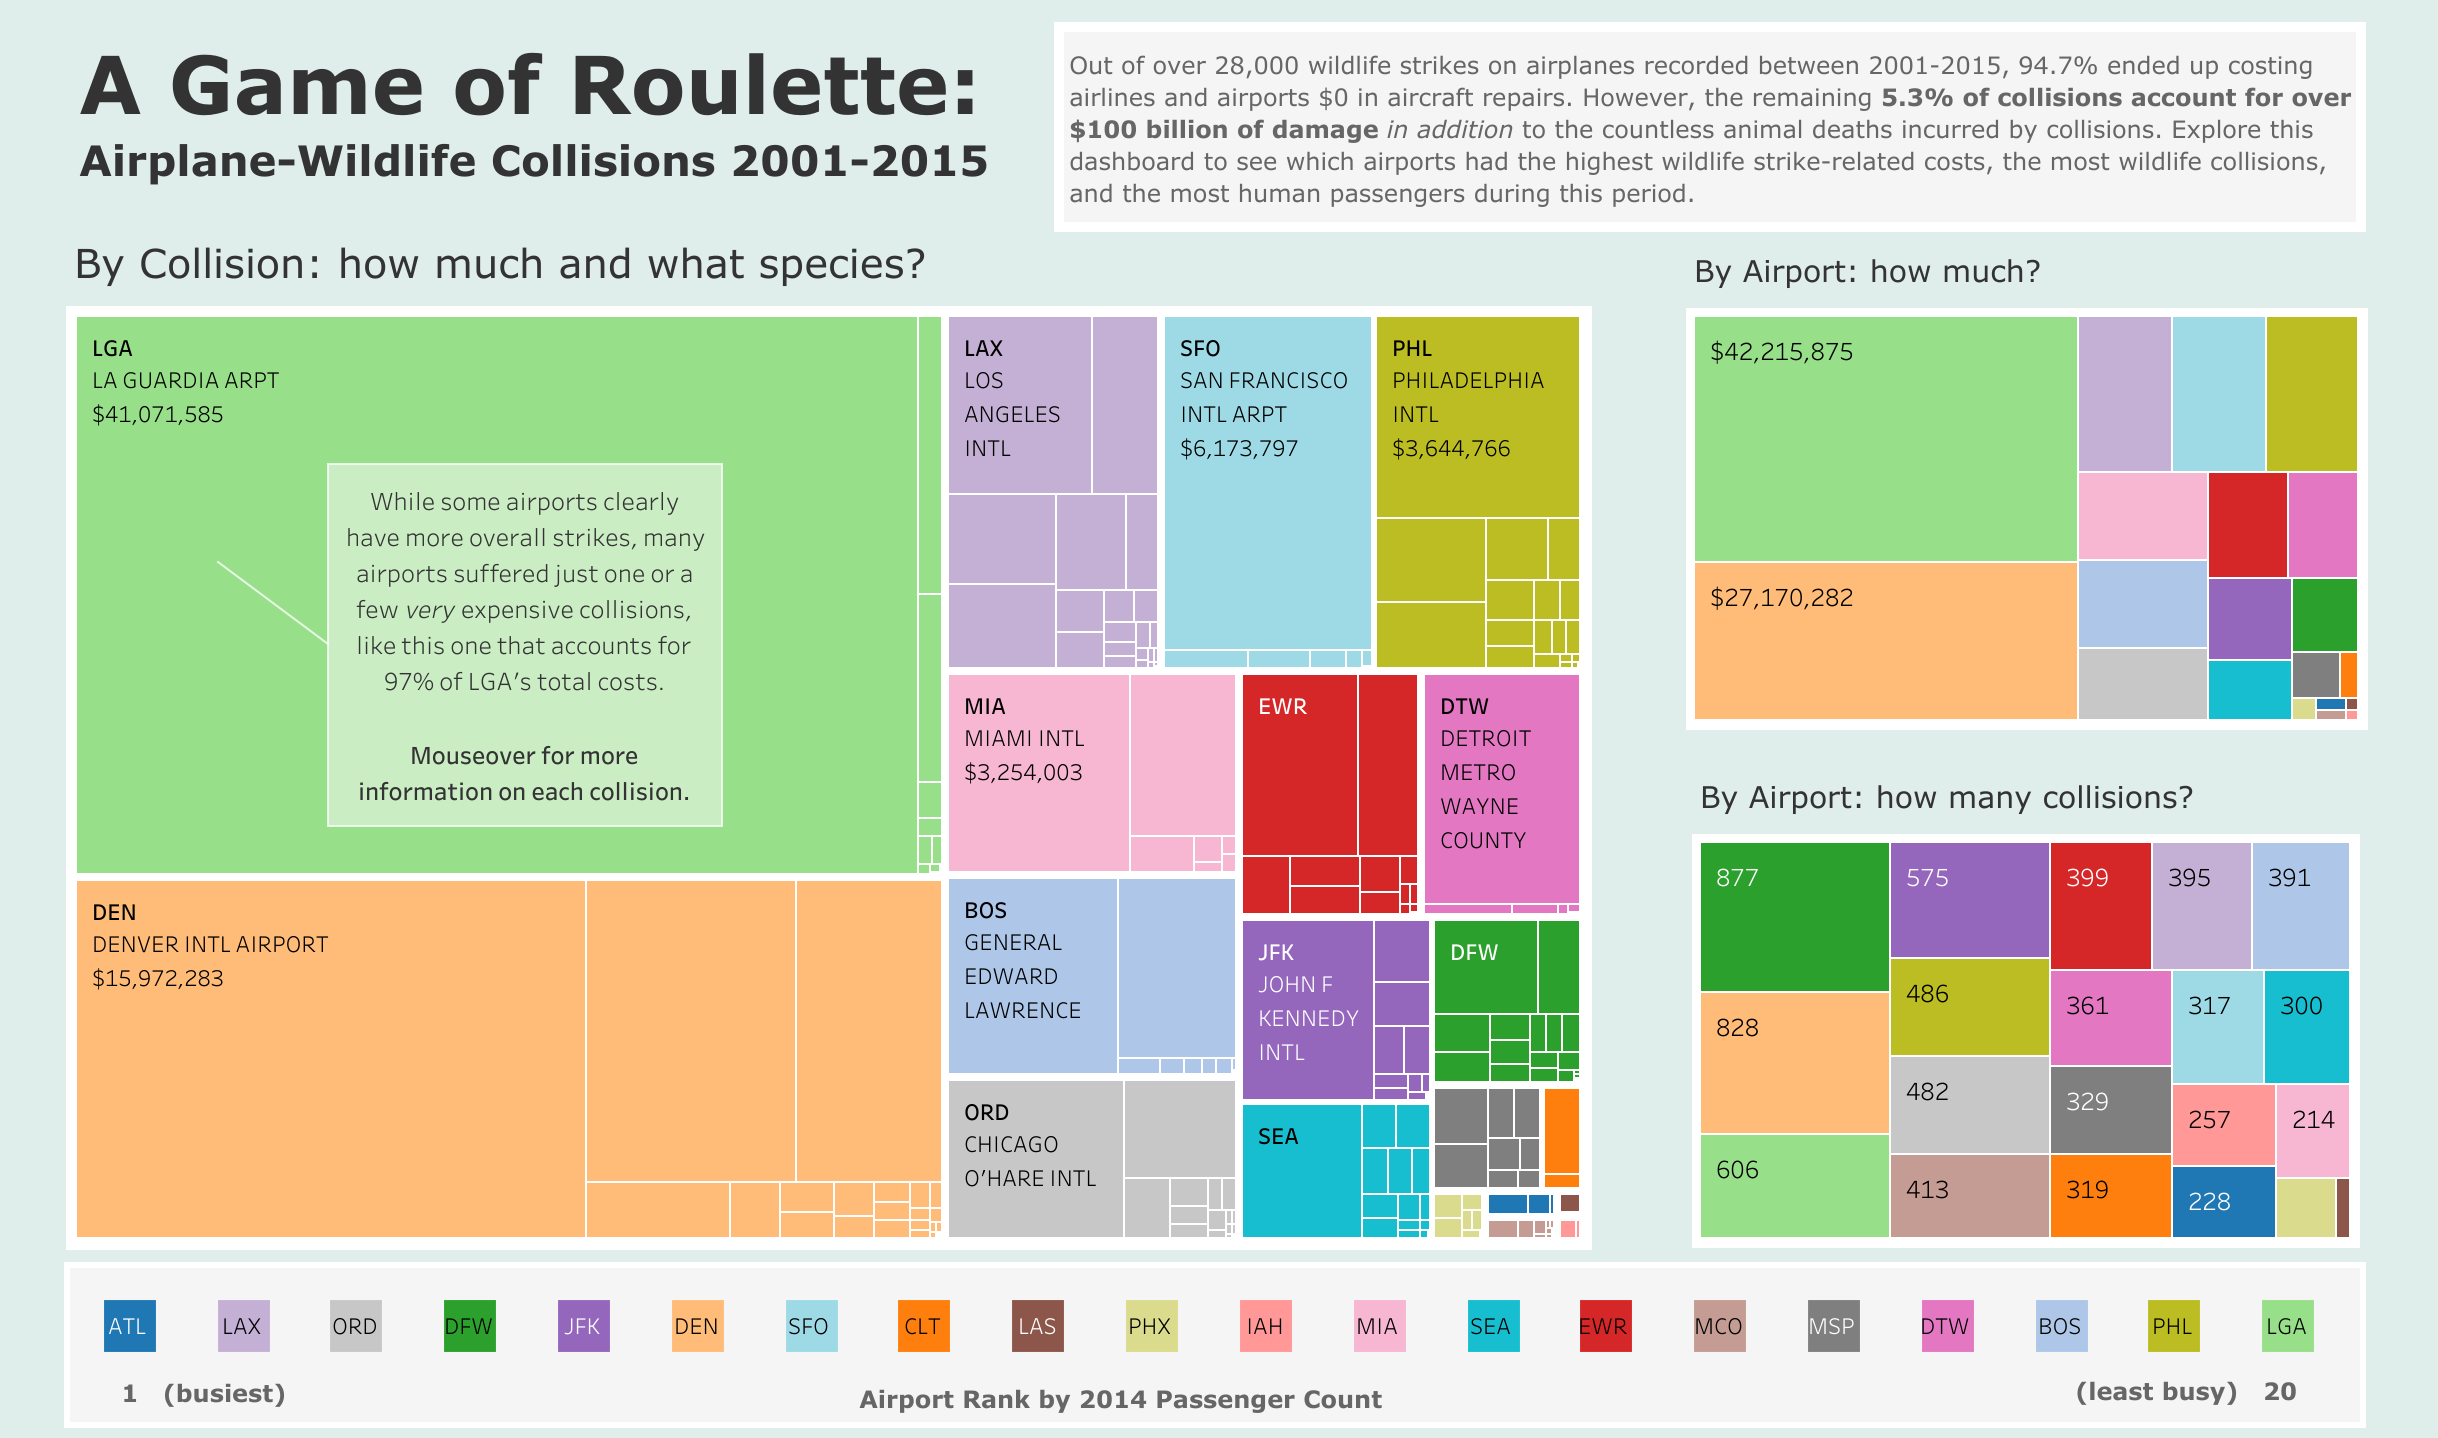 A Game of Roulette:
Airplane-Wildlife Collisions 2001-2015
Out of over 28,000 wildlife strikes on airplanes recorded between 2001-2015, 94.7% ended up costing
airlines and airports $0 in aircraft repairs. However, the remaining 5.3% of collisions account for over
$100 billion of damage in addition to the countless animal deaths incurred by collisions. Explore this
dashboard to see which airports had the highest wildlife strike-related costs, the most wildlife collisions,
and the most human passengers during this period.
By Collision: how much and what species?
LGA
LA GUARDIA ARPT
$41,071,585
While some airports clearly
have more overall strikes, many
airports suffered just one or a
few very expensive collisions,
like this one that accounts for
97% of LGA's total costs.
Mouseover for more
information on each collision.
DEN
DENVER INTL AIRPORT
$15,972,283
LAX
LOS
ANGELES
INTL
SFO
SAN FRANCISCO
INTL ARPT
$6,173,797
PHL
PHILADELPHIA
INTL
$3,644,766
MIA
MIAMI INTL
$3,254,003
EWR
DTW
DETROIT
METRO
WAYNE
COUNTY
BOS
GENERAL
EDWARD
LAWRENCE
JFK
JOHN F
KENNEDY
INTL
DFW
ORD
CHICAGO
O'HARE INTL
SEA
By Airport: how much?
$42,215,875
$27,170,282
By Airport: how many collisions?
877
828
606
575
486
482
413
399
395
391
361
329
319
317
300
257
214
228
ATL
LAX
ORD
DFW
JFK
DEN
SFO
CLT
LAS
PHX
IAH
MIA
SEA
EWR
MCO
MSP
DTW
BOS
PHL
LGA
1 (busiest)
Airport Rank by 2014 Passenger Count
(least busy) 20